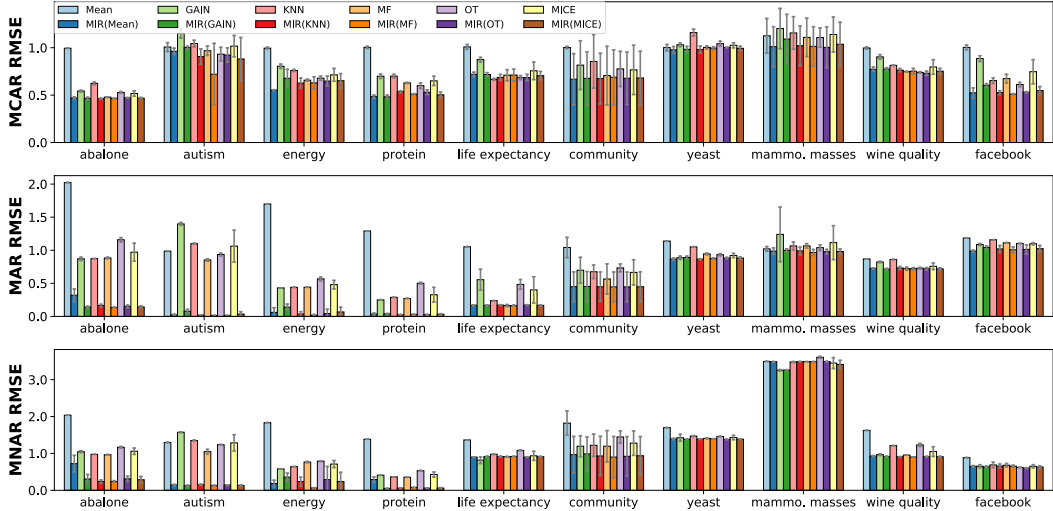 Mean GAIN KNN MF OT MICE
MIR(Mean) MIR(GAIN) MIR(KNN) MIR(MF) MIR(OT) MIR(MICE)
MCAR RMSE
1.0
0.5
0.0
abalone autism energy protein life expectancy community yeast mammo. masses wine quality facebook
MAR RMSE
2.0
1.5
1.0
0.5
0.0
abalone autism energy protein life expectancy community yeast mammo. masses wine quality facebook
MNAR RMSE
3.0
2.0
1.0
0.0
abalone autism energy protein life expectancy community yeast mammo. masses wine quality facebook